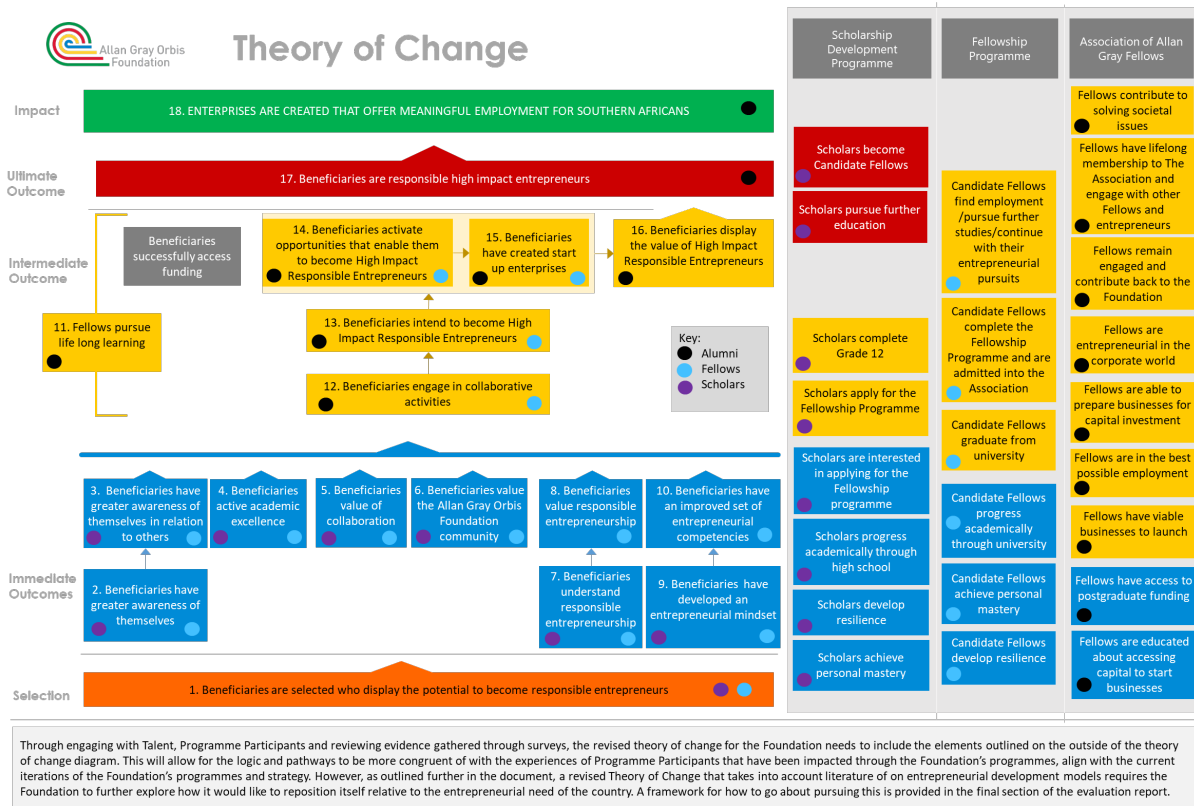 Allan Gray Orbis
Foundation
Theory of Change
Impact
18. ENTERPRISES ARE CREATED THAT OFFER MEANINGFUL EMPLOYMENT FOR SOUTHERN AFRICANS
Ultimate
Outcome
17. Beneficiaries are responsible high impact entrepreneurs
Intermediate
Outcome
Beneficiaries
successfully access
funding
14. Beneficiaries activate
opportunities that enable them
to become High Impact
Responsible Entrepreneurs
15. Beneficiaries
have created start
up enterprises
16. Beneficiaries display
the value of High Impact
Responsible Entrepreneurs
11. Fellows pursue
life long learning
13. Beneficiaries intend to become High
Impact Responsible Entrepreneurs
12. Beneficiaries engage in collaborative
activities
Key:
Alumni
Fellows
Scholars
3. Beneficiaries have
greater awareness of
themselves in relation
to others
4. Beneficiaries
active academic
excellence
5. Beneficiaries
value of
collaboration
6. Beneficiaries value
the Allan Gray Orbis
Foundation
community
8. Beneficiaries
value responsible
entrepreneurship
10. Beneficiaries have
an improved set of
entrepreneurial
competencies
Immediate
Outcomes
2. Beneficiaries have
greater awareness of
themselves
7. Beneficiaries
understand
responsible
entrepreneurship
9. Beneficiaries have
developed an
entrepreneurial mindset
Selection
1. Beneficiaries are selected who display the potential to become responsible entrepreneurs
Scholarship
Development
Programme
Scholars become
Candidate Fellows
Scholars pursue further
education
Scholars complete
Grade 12
Scholars apply for the
Fellowship Programme
Scholars are interested
in applying for the
Fellowship
programme
Scholars progress
academically through
high school
Scholars develop
resilience
Scholars achieve
personal mastery
Fellowship
Programme
Candidate Fellows
find employment
/pursue further
studies/continue
with their
entrepreneurial
pursuits
Candidate Fellows
complete the
Fellowship
Programme and are
admitted into the
Association
Candidate Fellows
graduate from
university
Candidate Fellows
progress
academically
through university
Candidate Fellows
achieve personal
mastery
Candidate Fellows
develop resilience
Association of Allan
Gray Fellows
Fellows contribute to
solving societal
issues
Fellows have lifelong
membership to The
Association and
engage with other
Fellows and
entrepreneurs
Fellows remain
engaged and
contribute back to the
Foundation
Fellows are
entrepreneurial in the
corporate world
Fellows are able to
prepare businesses for
capital investment
Fellows are in the best
possible employment
Fellows have viable
businesses to launch
Fellows have access to
postgraduate funding
Fellows are educated
about accessing
capital to start
businesses
Through engaging with Talent, Programme Participants and reviewing evidence gathered through surveys, the revised theory of change for the Foundation needs to include the elements outlined on the outside of the theory
of change diagram. This will allow for the logic and pathways to be more congruent of with the experiences of Programme Participants that have been impacted through the Foundation's programmes, align with the current
iterations of the Foundation's programmes and strategy. However, as outlined further in the document, a revised Theory of Change that takes into account literature of on entrepreneurial development models requires the
Foundation to further explore how it would like to reposition itself relative to the entrepreneurial need of the country. A framework for how to go about pursuing this is provided in the final section of the evaluation report.